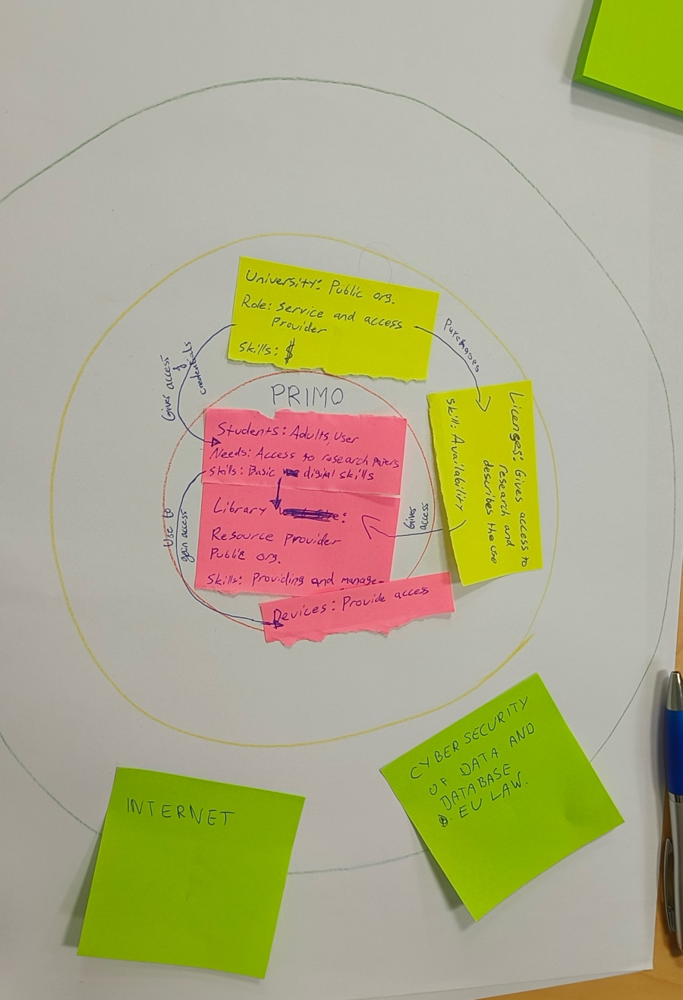 University: Public org.
Role: Service and access
Provider
Skills: $
Purchases
Gives access
&
credentials
PRIMO
Students: Adults, User
Needs: Access to research papers
Skills: Basic digial skills
Library :
Resource provider
Public org.
Skills: Providing and manage-
Devices: Provide access
Use to
gain access
Gives
access
Licenses: Gives access to
research and
describes the use
Skill: Availability
INTERNET
CYBERSECURITY
OF DATA AND
DATABASE
EU LAW.